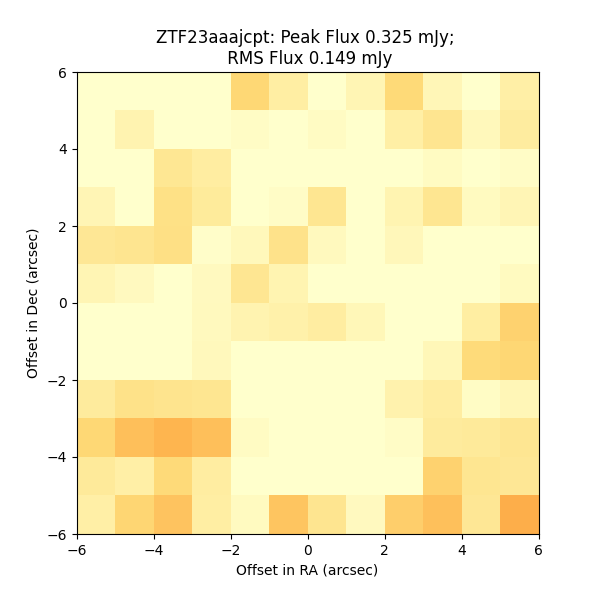 ZTF23aaajcpt: Peak Flux 0.325 mJy;
RMS Flux 0.149 mJy
6
4
2
0
−2
−4
−6
Offset in Dec (arcsec)
−6 −4 −2 0 2 4 6
Offset in RA (arcsec)